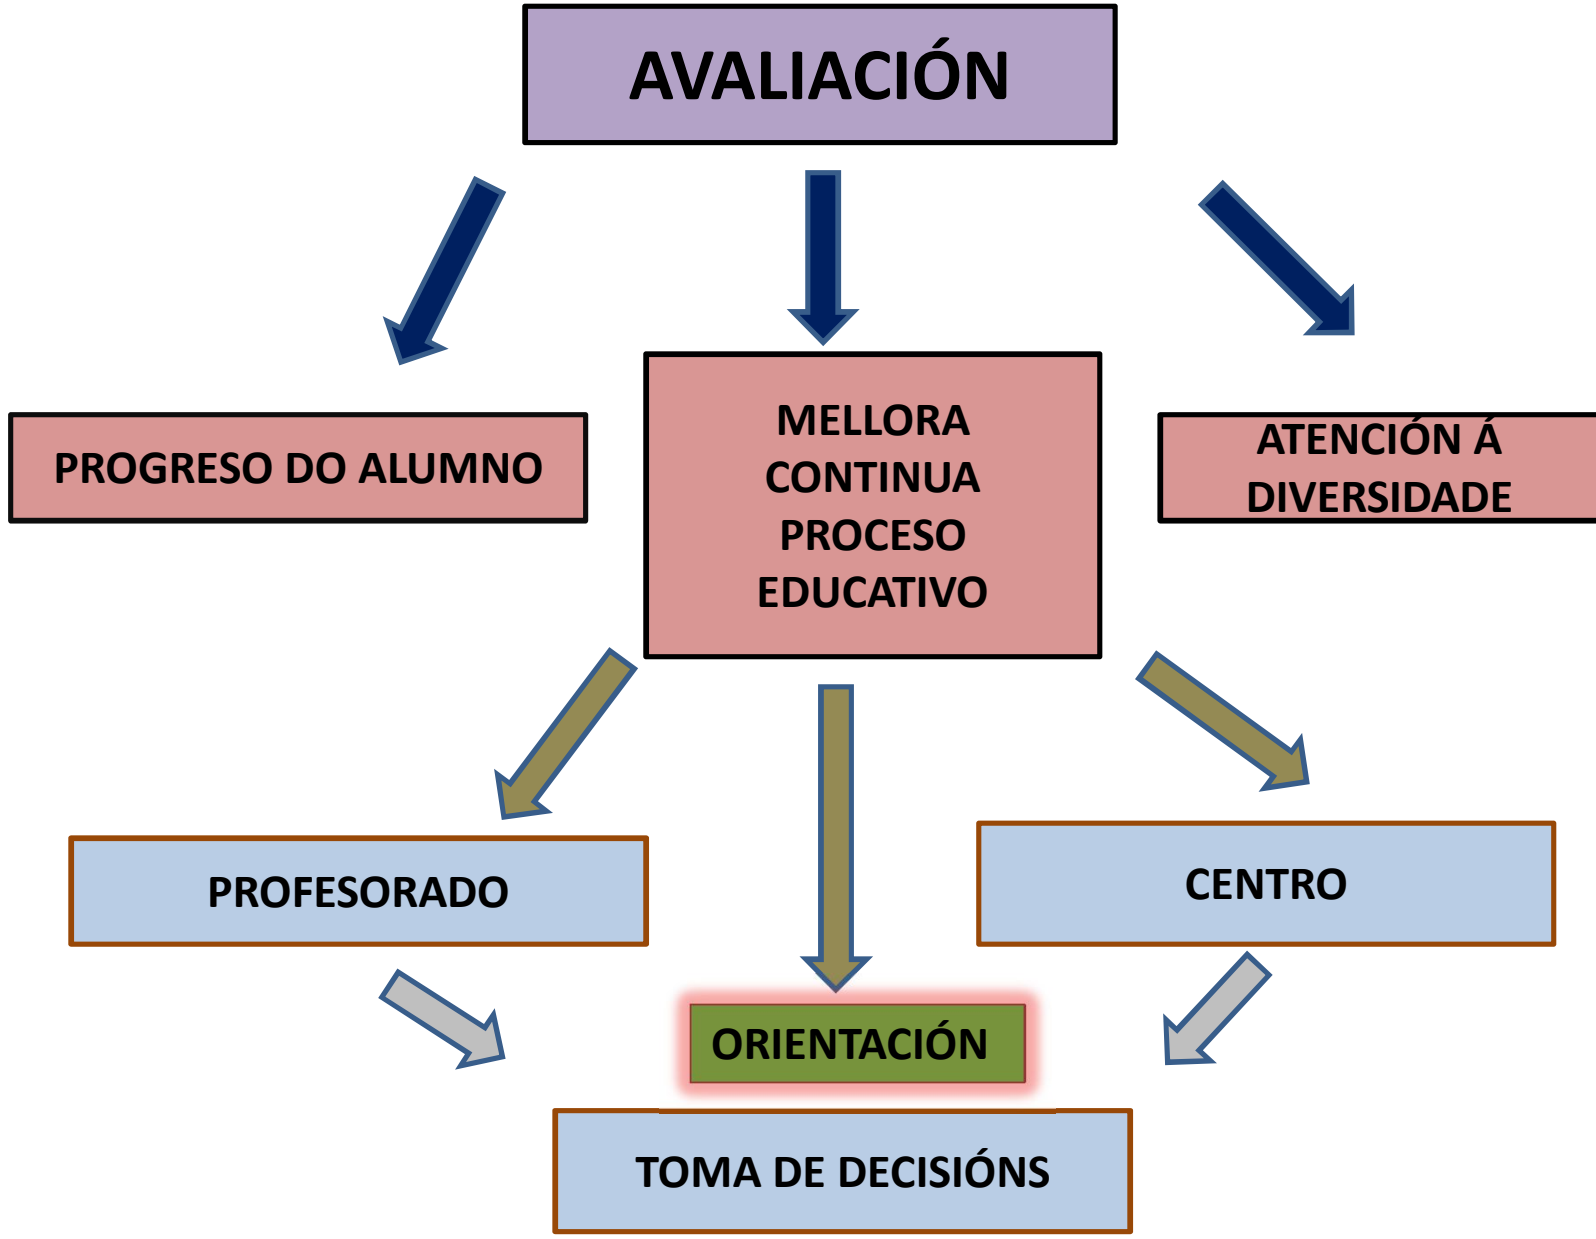 AVALIACIÓN
PROGRESO DO ALUMNO
MELLORA
CONTINUA
PROCESO
EDUCATIVO
ATENCIÓN Á
DIVERSIDADE
PROFESORADO
CENTRO
ORIENTACIÓN
TOMA DE DECISIÓNS